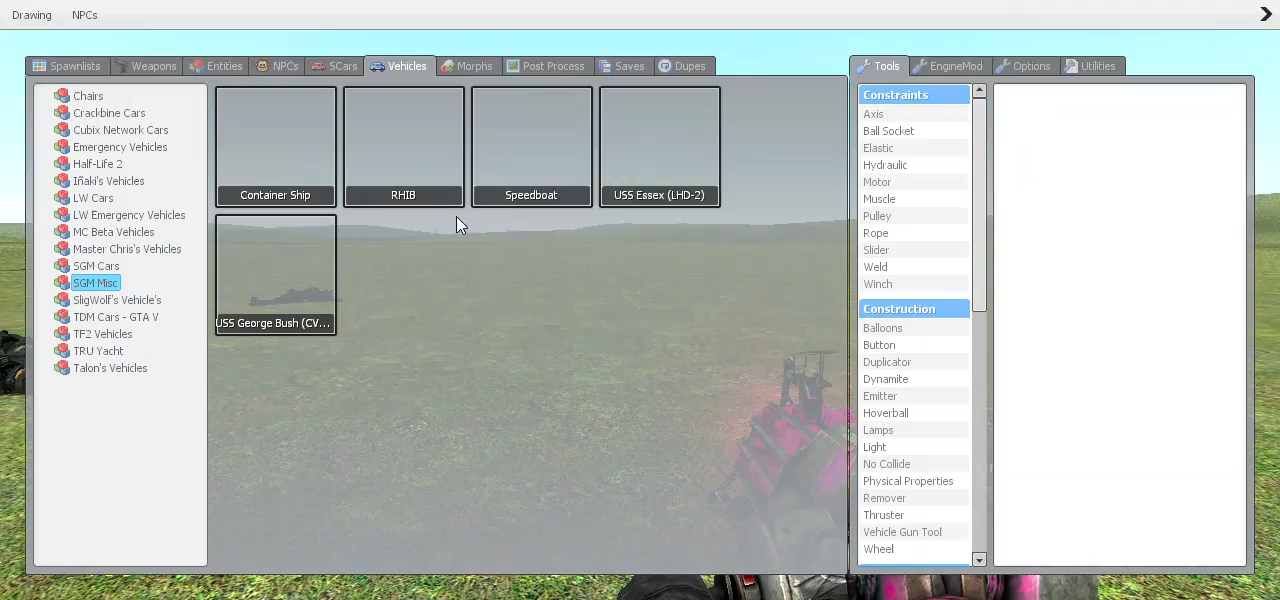 Drawing NPCs
Spawnlists Weapons Entities NPCs SCars Vehicles Morphs Post Process Saves Dupes
Chairs
Crackbine Cars
Cubix Network Cars
Emergency Vehicles
Half-Life 2
Iñaki's Vehicles
LW Cars
LW Emergency Vehicles
MC Beta Vehicles
Master Chris's Vehicles
SGM Cars
SGM Misc
SligWolf's Vehicle's
TDM Cars - GTA V
TF2 Vehicles
TRU Yacht
Talon's Vehicles
Container Ship
RHIB
Speedboat
USS Essex (LHD-2)
USS George Bush (CV...
Tools EngineMod Options Utilities
Constraints
Axis
Ball Socket
Elastic
Hydraulic
Motor
Muscle
Pulley
Rope
Slider
Weld
Winch
Construction
Balloons
Button
Duplicator
Dynamite
Emitter
Hoverball
Lamps
Light
No Collide
Physical Properties
Remover
Thruster
Vehicle Gun Tool
Wheel